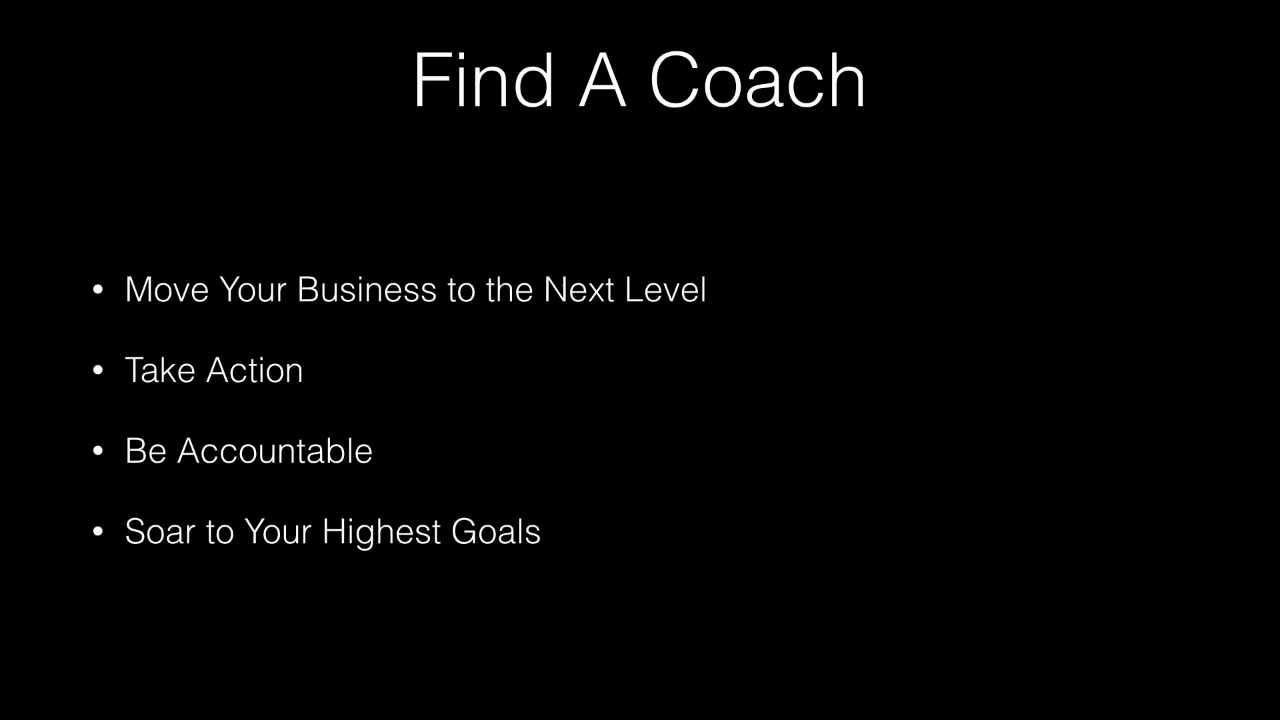 Find A Coach
• Move Your Business to the Next Level
• Take Action
• Be Accountable
• Soar to Your Highest Goals